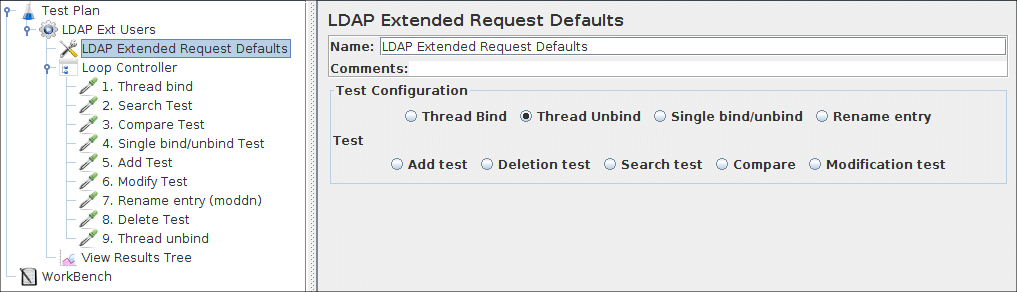 Test Plan
LDAP Ext Users
LDAP Extended Request Defaults
Loop Controller
1. Thread bind
2. Search Test
3. Compare Test
4. Single bind/unbind Test
5. Add Test
6. Modify Test
7. Rename entry (moddn)
8. Delete Test
9. Thread unbind
View Results Tree
WorkBench
LDAP Extended Request Defaults
Name: LDAP Extended Request Defaults
Comments:
Test Configuration
Thread Bind Thread Unbind Single bind/unbind Rename entry
Test
Add test Deletion test Search test Compare Modification test